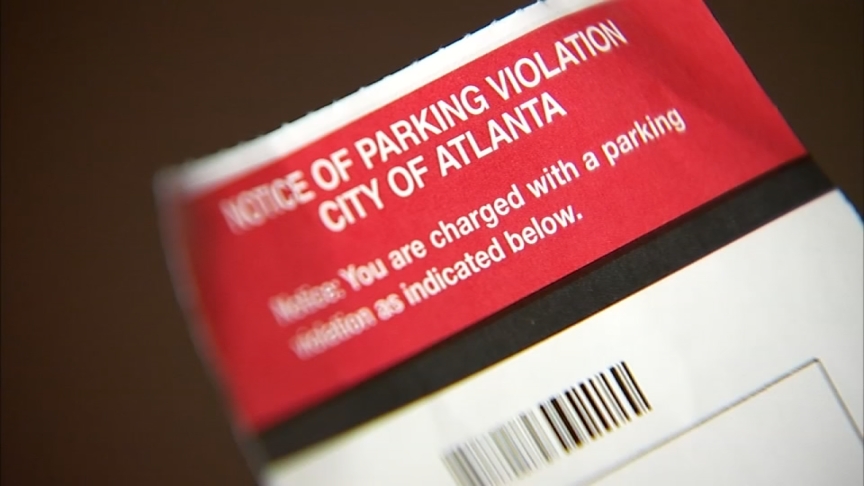 NOTICE OF PARKING VIOLATION
CITY OF ATLANTA
Notice: You are charged with a parking
violation as indicated below.